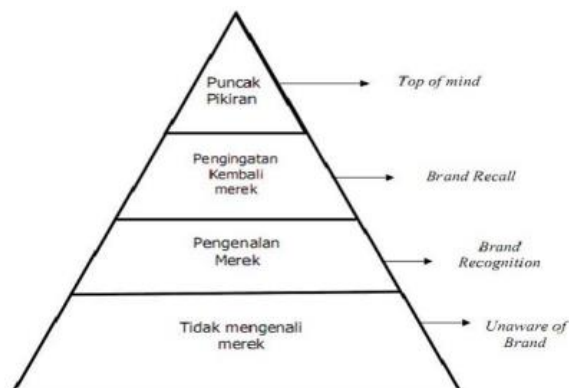 Puncak
Pikiran
Top of mind
Pengingatan
Kembali
merek
Brand Recall
Pengenalan
Merek
Brand
Recognition
Tidak mengenali
merek
Unaware of
Brand